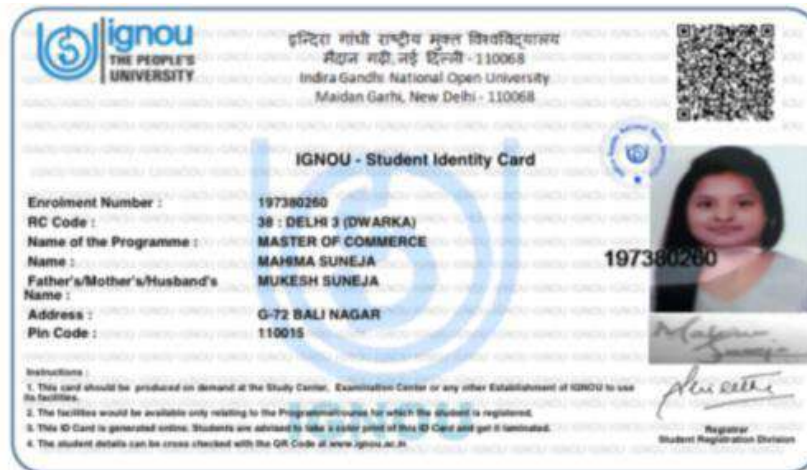 ignou
THE PEOPLE'S
UNIVERSITY
इन्दिरा गांधी राष्ट्रीय मुक्त विश्वविद्यालय
मैदान गढ़ी, नई दिल्ली - 110068
Indira Gandhi National Open University
Maidan Garhi, New Delhi - 110068
IGNOU - Student Identity Card
Enrolment Number : 197380260
RC Code : 38 : DELHI 3 (DWARKA)
Name of the Programme : MASTER OF COMMERCE
Name : MAHIMA SUNEJA
Father's/Mother's/Husband's Name : MUKESH SUNEJA
Address : G-72 BALI NAGAR
Pin Code : 110015
197380260
Instructions :
1. This card should be produced on demand at the Study Center, Examination Center or any other Establishment of IGNOU to use
its facilities.
2. The facilities would be available only relating to the Programme/course for which the student is registered.
3. This ID Card is generated online. Students are advised to take a color print of this ID Card and get it laminated.
4. The student details can be cross checked with the QR Code at www.ignou.ac.in
Mahima
Suneja
Registrar
Student Registration Division
IGNOU